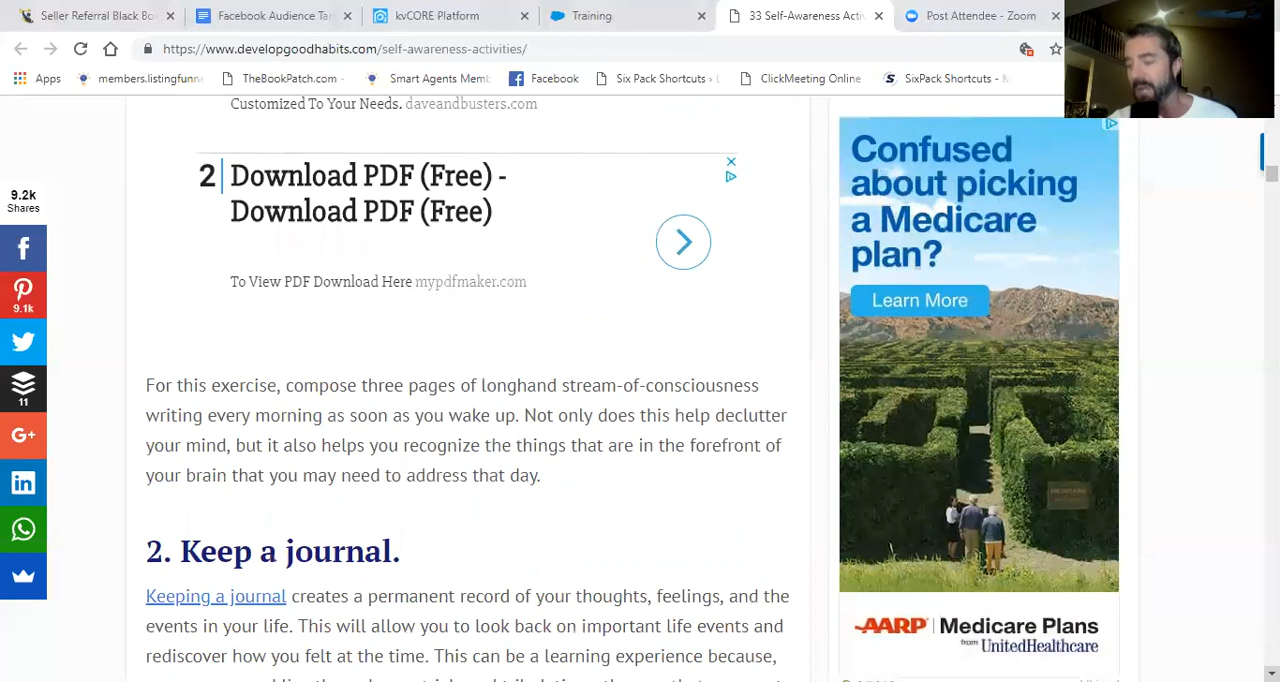 Seller Referral Black Bo
Facebook Audience Tar
kvCORE Platform
Training
33 Self-Awareness Activ
Post Attendee - Zoom
https://www.developgoodhabits.com/self-awareness-activities/
Apps
members.listingfunne
TheBookPatch.com -
Smart Agents Memb
Facebook
Six Pack Shortcuts › L
ClickMeeting Online
SixPack Shortcuts - M
Customized To Your Needs. daveandbusters.com
2
Download PDF (Free) -
Download PDF (Free)
To View PDF Download Here mypdfmaker.com
9.2k
Shares
9.1k
11
G+
in
For this exercise, compose three pages of longhand stream-of-consciousness
writing every morning as soon as you wake up. Not only does this help declutter
your mind, but it also helps you recognize the things that are in the forefront of
your brain that you may need to address that day.
2. Keep a journal.
Keeping a journal creates a permanent record of your thoughts, feelings, and the
events in your life. This will allow you to look back on important life events and
rediscover how you felt at the time. This can be a learning experience because,
Confused
about picking
a Medicare
plan?
Learn More
AARP | Medicare Plans
from UnitedHealthcare